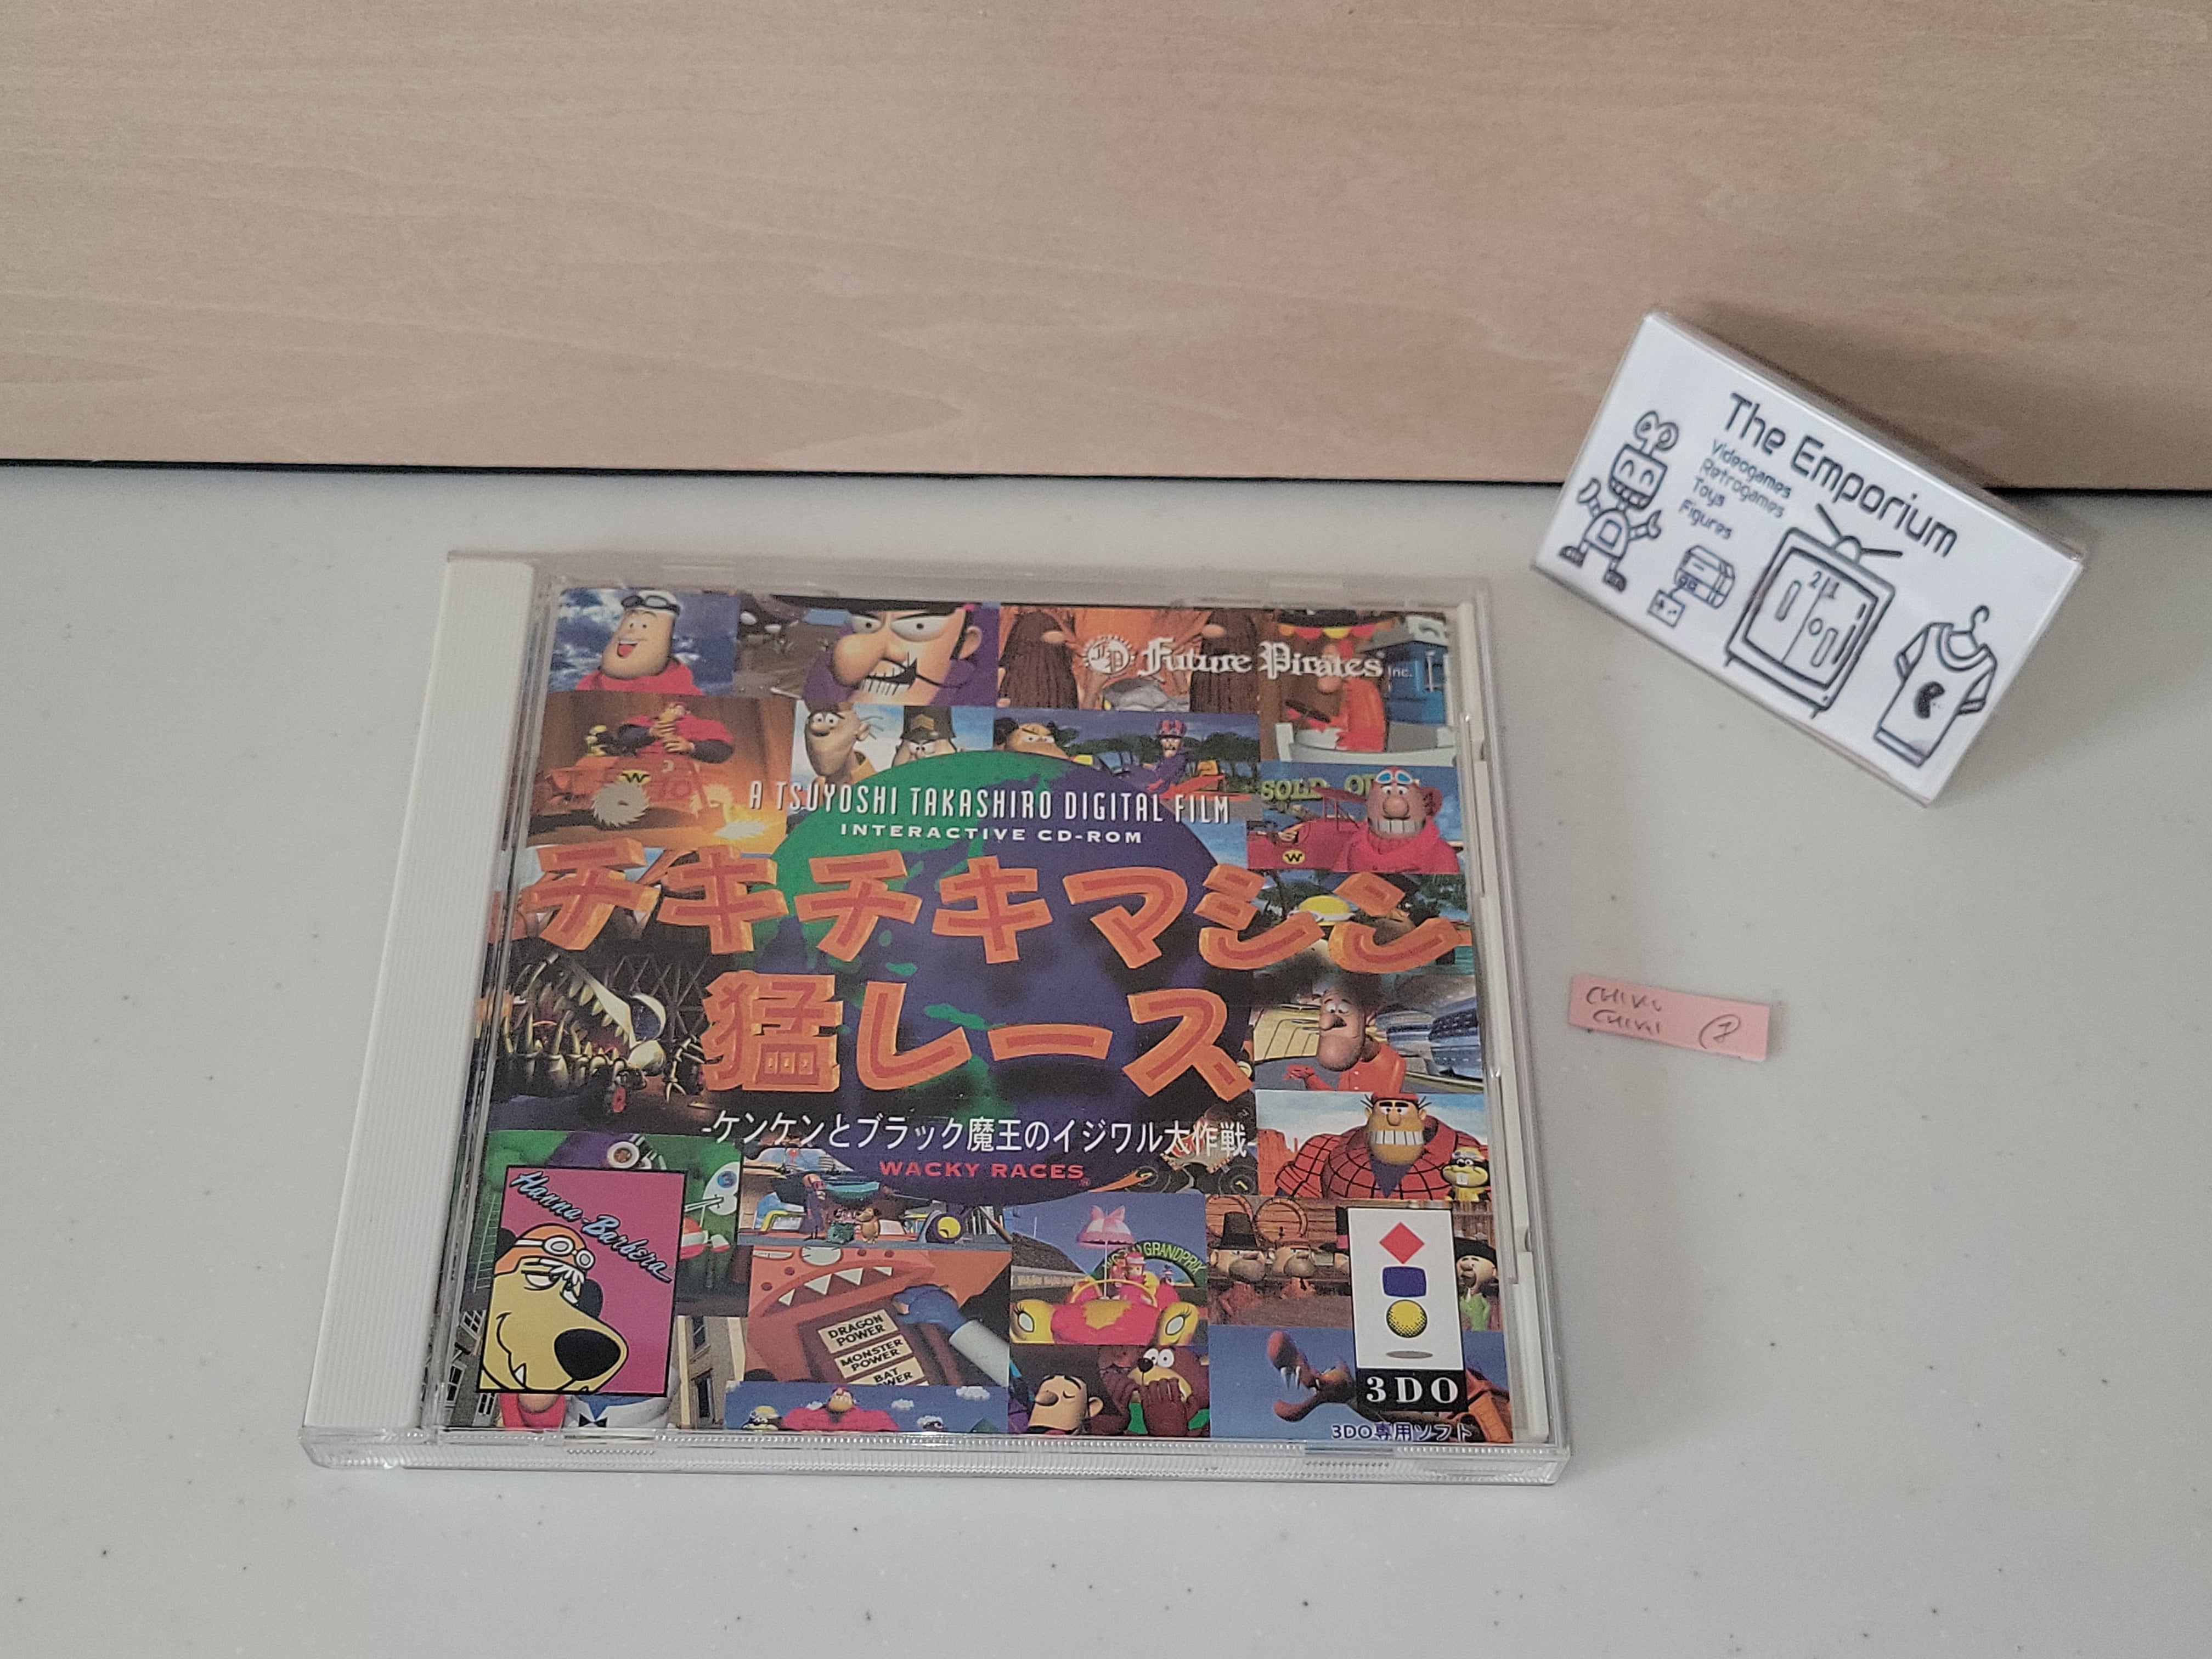 The Emporium
Videogames
Retrogames
Toys
Figures
21
Future Pirates Inc.
A TSUYOSHI TAKASHIRO DIGITAL FILM
INTERACTIVE CD-ROM
チキチキマシン
猛レース
-ケンケンとブラック魔王のイジワル大作戦-
WACKY RACES®
Hanna-Barbera
SOLD OUT
W
W
GRANDPRIX
DRAGON
POWER
MONSTER
POWER
BAT
3DO
3DO専用ソフト
CHIKI
CHIKI 7